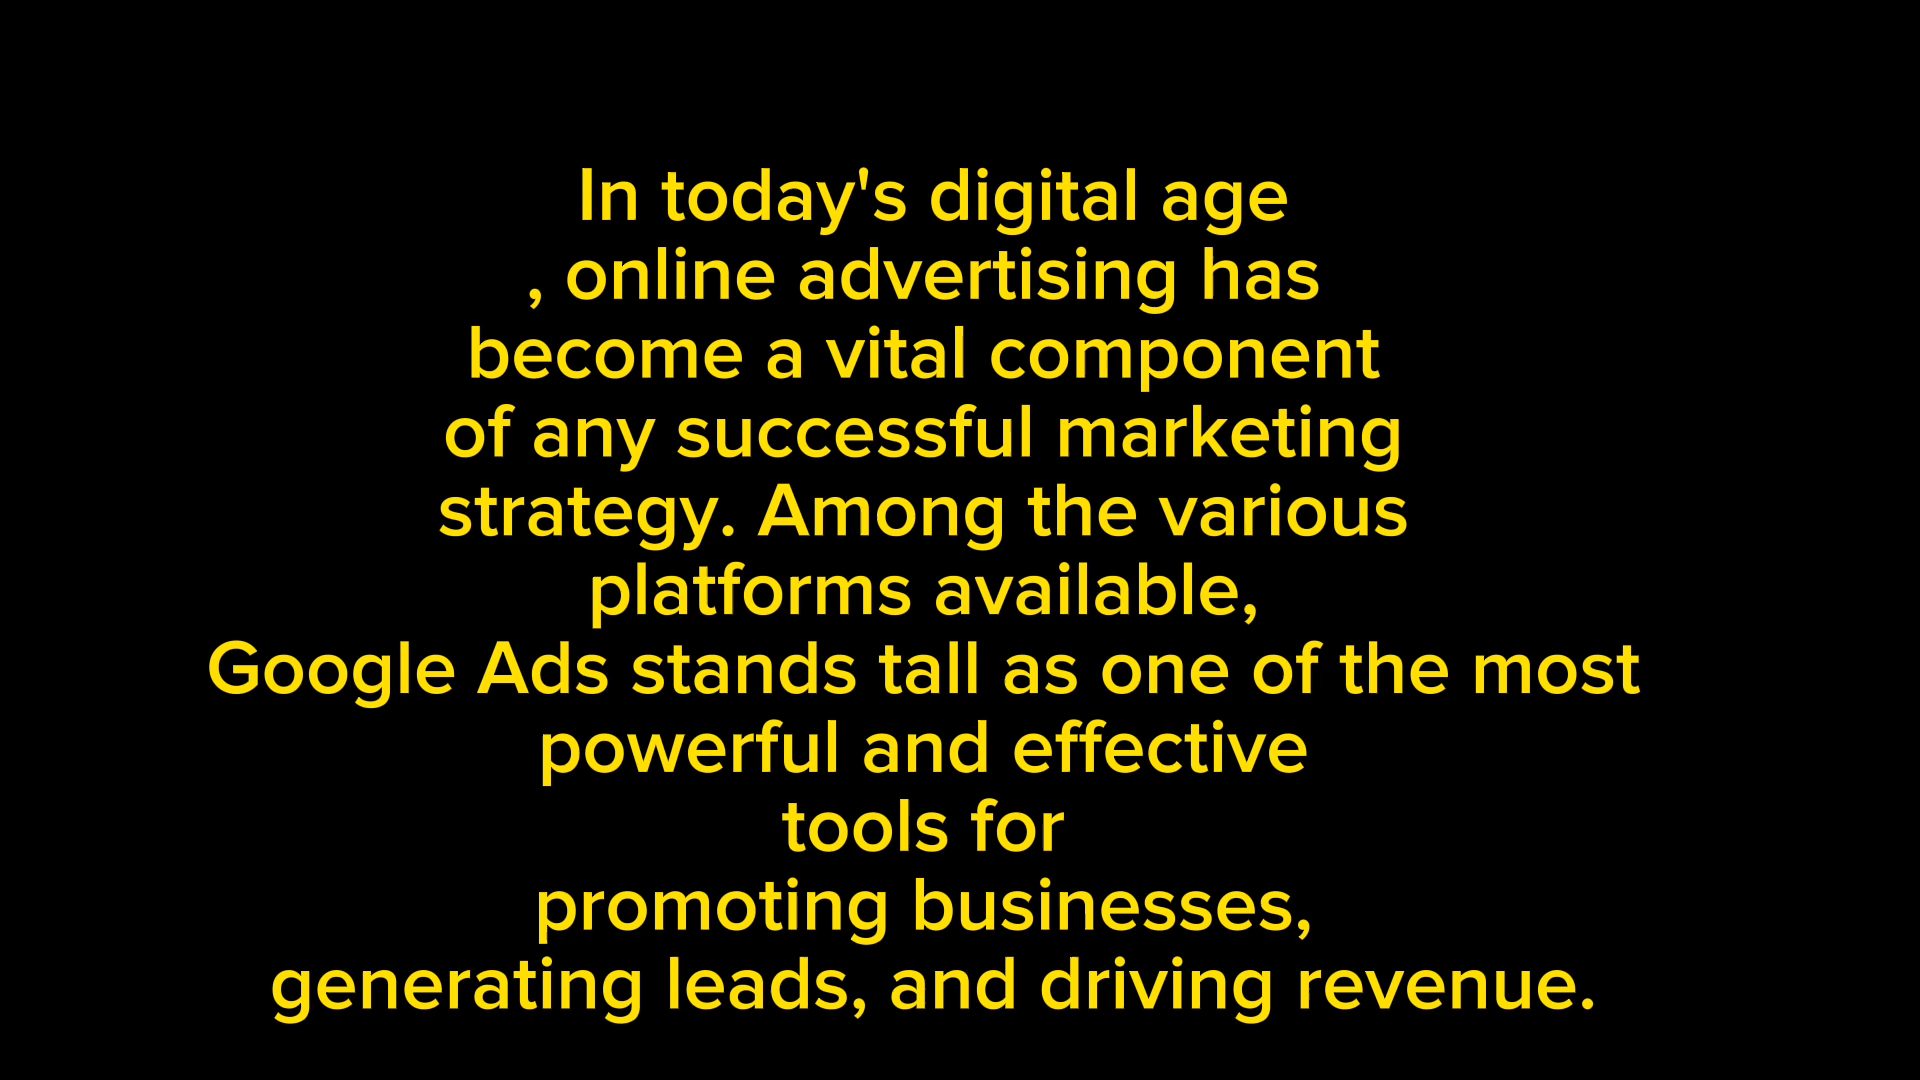 In today's digital age
, online advertising has
become a vital component
of any successful marketing
strategy. Among the various
platforms available,
Google Ads stands tall as one of the most
powerful and effective
tools for
promoting businesses,
generating leads, and driving revenue.